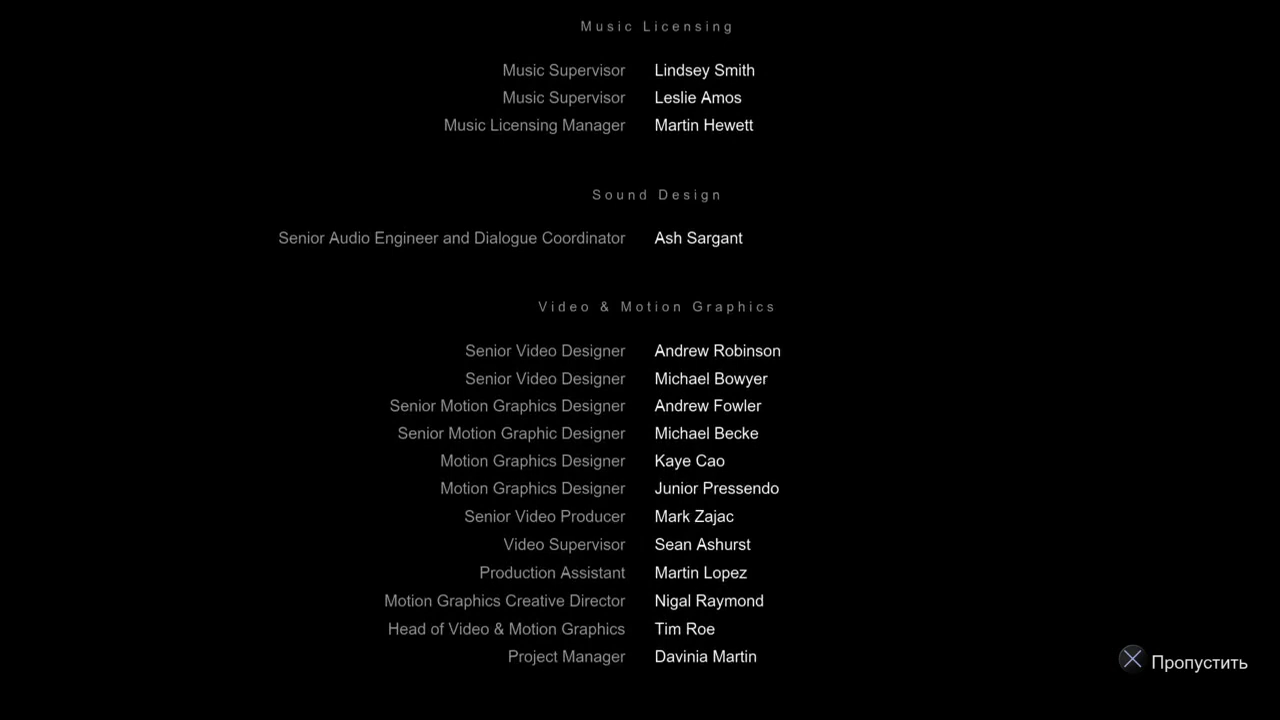 Music Licensing
Music Supervisor Lindsey Smith
Music Supervisor Leslie Amos
Music Licensing Manager Martin Hewett
Sound Design
Senior Audio Engineer and Dialogue Coordinator Ash Sargant
Video & Motion Graphics
Senior Video Designer Andrew Robinson
Senior Video Designer Michael Bowyer
Senior Motion Graphics Designer Andrew Fowler
Senior Motion Graphic Designer Michael Becke
Motion Graphics Designer Kaye Cao
Motion Graphics Designer Junior Pressendo
Senior Video Producer Mark Zajac
Video Supervisor Sean Ashurst
Production Assistant Martin Lopez
Motion Graphics Creative Director Nigal Raymond
Head of Video & Motion Graphics Tim Roe
Project Manager Davinia Martin
Пропустить